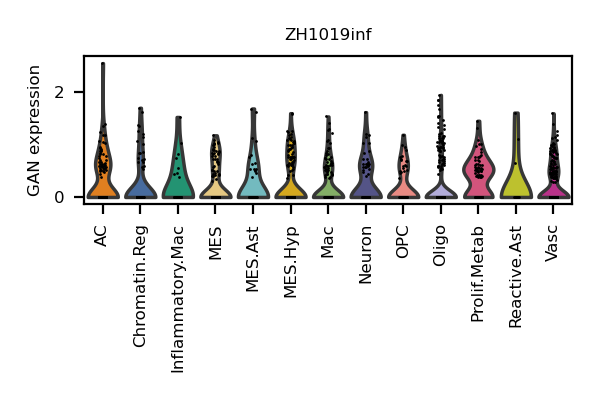 ZH1019inf
GAN expression
2
0
AC
Chromatin.Reg
Inflammatory.Mac
MES
MES.Ast
MES.Hyp
Mac
Neuron
OPC
Oligo
Prolif.Metab
Reactive.Ast
Vasc